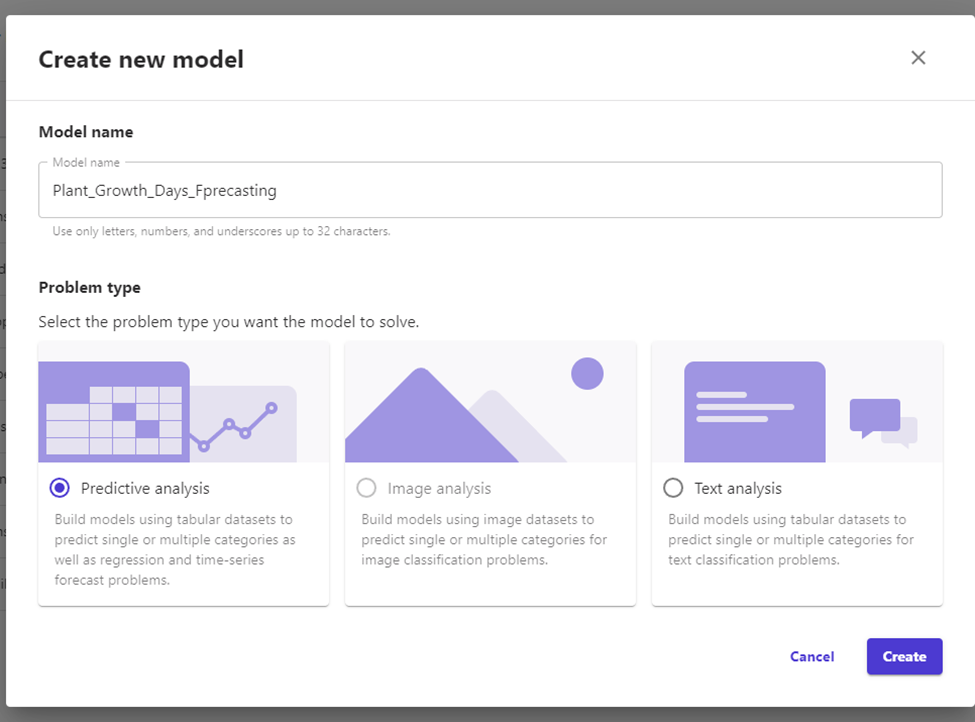 Create new model
Model name
Model name
Plant_Growth_Days_Fprecasting
Use only letters, numbers, and underscores up to 32 characters.
Problem type
Select the problem type you want the model to solve.
Predictive analysis
Build models using tabular datasets to
predict single or multiple categories as
well as regression and time-series
forecast problems.
Image analysis
Build models using image datasets to
predict single or multiple categories for
image classification problems.
Text analysis
Build models using tabular datasets to
predict single or multiple categories for
text classification problems.
Cancel
Create